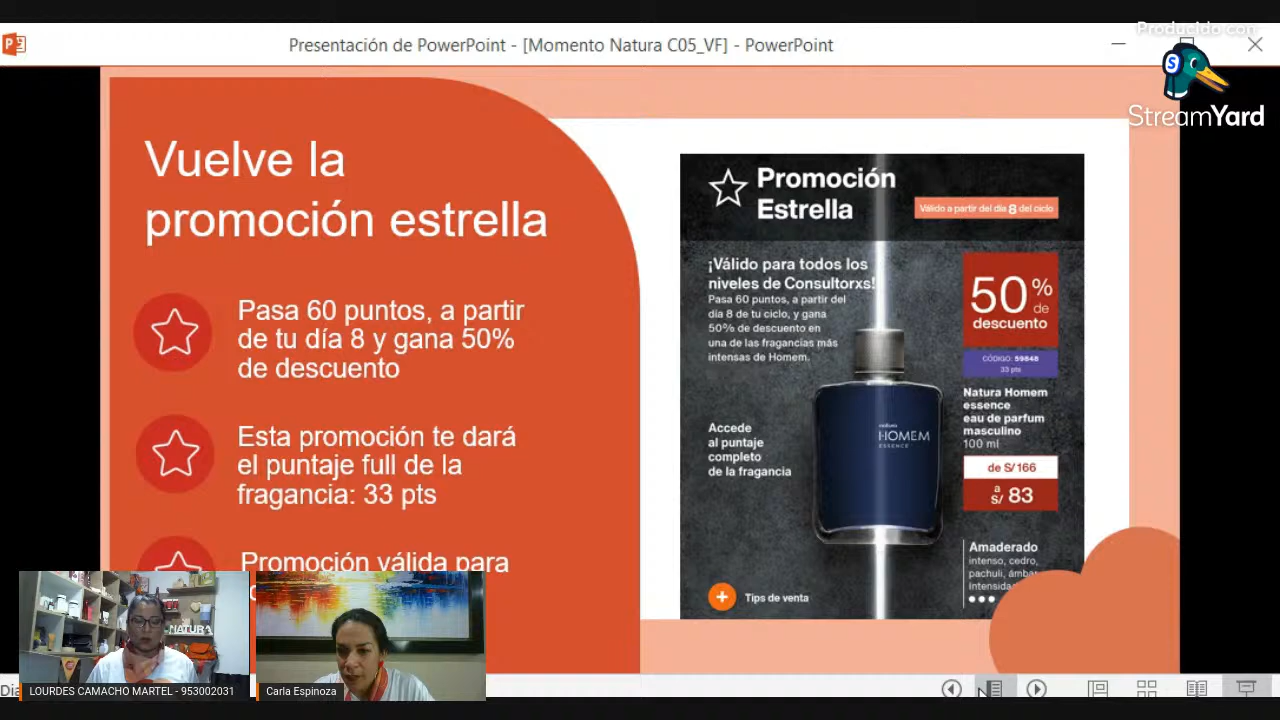 Presentación de PowerPoint - [Momento Natura C05_VF] - PowerPoint
Producido con
StreamYard
Vuelve la
promoción estrella
Pasa 60 puntos, a partir
de tu día 8 y gana 50%
de descuento
Esta promoción te dará
el puntaje full de la
fragancia: 33 pts
Promoción válida para
Promoción
Estrella
Válido a partir del día 8 del ciclo
¡Válido para todos los
niveles de Consultorxs!
Pasa 60 puntos, a partir del
día 8 de tu ciclo, y gana
50% de descuento en
una de las fragancias más
intensas de Homem.
50% de
descuento
CÓDIGO: 59848
33 pts
Natura Homem
essence
eau de parfum
masculino
100 ml
de S/ 166
a
S/ 83
Accede
al puntaje
completo
de la fragancia
natura
HOMEM
ESSENCE
Amaderado
intenso, cedro,
pachuli, ámbar
Intensidad
+ Tips de venta
NATURA
LOURDES CAMACHO MARTEL - 953002031
Carla Espinoza
Dia